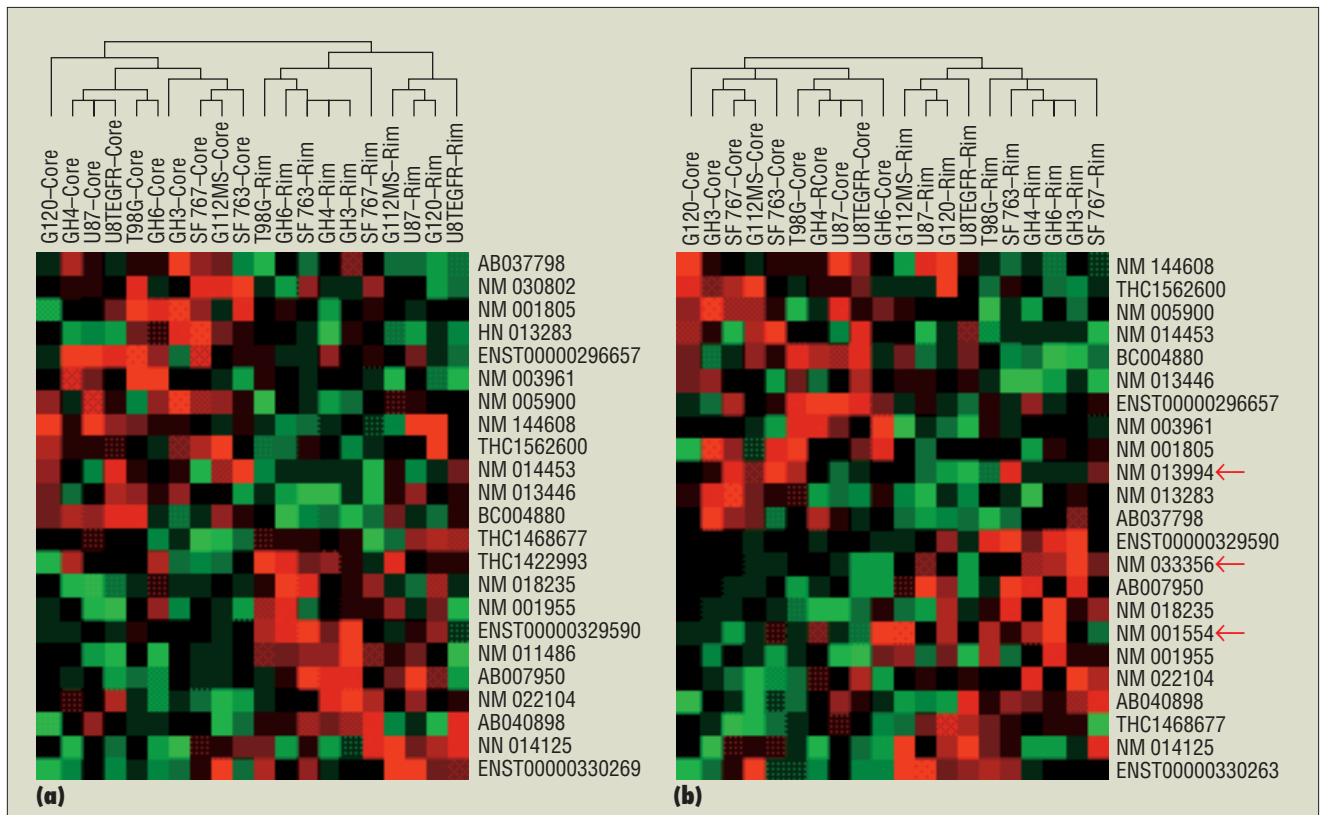 G120–Core
GH4–Core
U87–Core
U8TEGFR–Core
T98G–Core
GH6–Core
GH3–Core
SF 767–Core
G112MS–Core
SF 763–Core
T98G–Rim
GH6–Rim
SF 763–Rim
GH4–Rim
GH3–Rim
SF 767–Rim
G112MS–Rim
U87–Rim
G120–Rim
U8TEGFR–Rim
AB037798
NM 030802
NM 001805
HN 013283
ENST00000296657
NM 003961
NM 005900
NM 144608
THC1562600
NM 014453
NM 013446
BC004880
THC1468677
THC1422993
NM 018235
NM 001955
ENST00000329590
NM 011486
AB007950
NM 022104
AB040898
NN 014125
ENST00000330269
(a)
G120–Core
GH3–Core
SF 767–Core
G112MS–Core
SF 763–Core
T98G–Core
GH4–RCore
U87–Core
U8TEGFR–Core
GH6–Core
G112MS–Rim
U87–Rim
G120–Rim
U8TEGFR–Rim
T98G–Rim
SF 763–Rim
GH4–Rim
GH6–Rim
GH3–Rim
SF 767–Rim
NM 144608
THC1562600
NM 005900
NM 014453
BC004880
NM 013446
ENST00000296657
NM 003961
NM 001805
NM 013994
NM 013283
AB037798
ENST00000329590
NM 033356
AB007950
NM 018235
NM 001554
NM 001955
NM 022104
AB040898
THC1468677
NM 014125
ENST00000330263
(b)